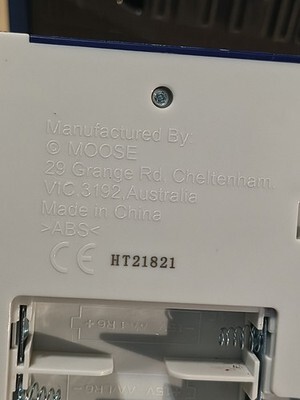 Manufactured By
© MOOSE
29 Grange Rd. Cheltenham.
VIC 3192.Australia
Made in China
>ABS<
CE HT21821